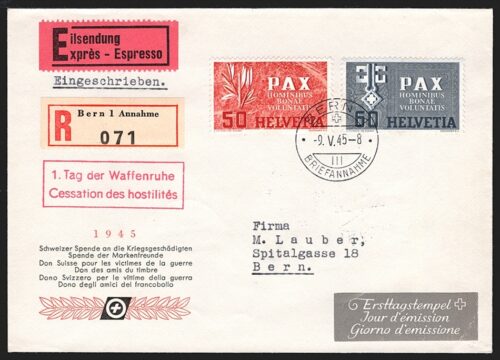 Eilsendung
Exprès - Espresso
Eingeschrieben.
R
Bern 1 Annahme
071
1. Tag der Waffenruhe
Cessation des hostilités
PAX
HOMINIBUS
BONAE
VOLUNTATIS
50 HELVETIA
PAX
HOMINIBUS
BONAE
VOLUNTATIS
60 HELVETIA
BERN 1
-9.V.45-8
III
BRIEFANNAHME
1945
Schweizer Spende an die Kriegsgeschädigten
Spende der Markenfreunde
Don Suisse pour les victimes de la guerre
Don des amis du timbre
Dono Svizzero per le vittime della guerra
Dono degli amici del francobollo
Firma
M. Lauber,
Spitalgasse 18
Bern.
Ersttagstempel
Jour d'émission
Giorno d'emissione